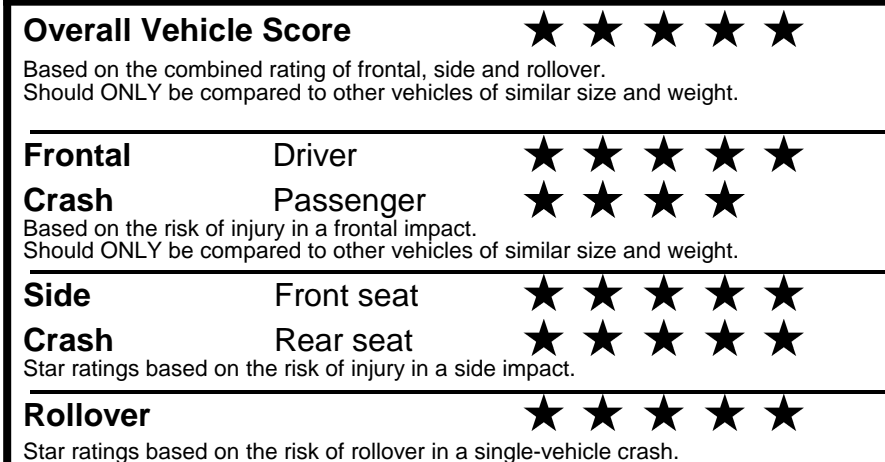 Overall Vehicle Score ★ ★ ★ ★ ★
Based on the combined rating of frontal, side and rollover.
Should ONLY be compared to other vehicles of similar size and weight.
Frontal Driver ★ ★ ★ ★ ★
Crash Passenger ★ ★ ★ ★
Based on the risk of injury in a frontal impact.
Should ONLY be compared to other vehicles of similar size and weight.
Side Front seat ★ ★ ★ ★ ★
Crash Rear seat ★ ★ ★ ★ ★
Star ratings based on the risk of injury in a side impact.
Rollover ★ ★ ★ ★ ★
Star ratings based on the risk of rollover in a single-vehicle crash.